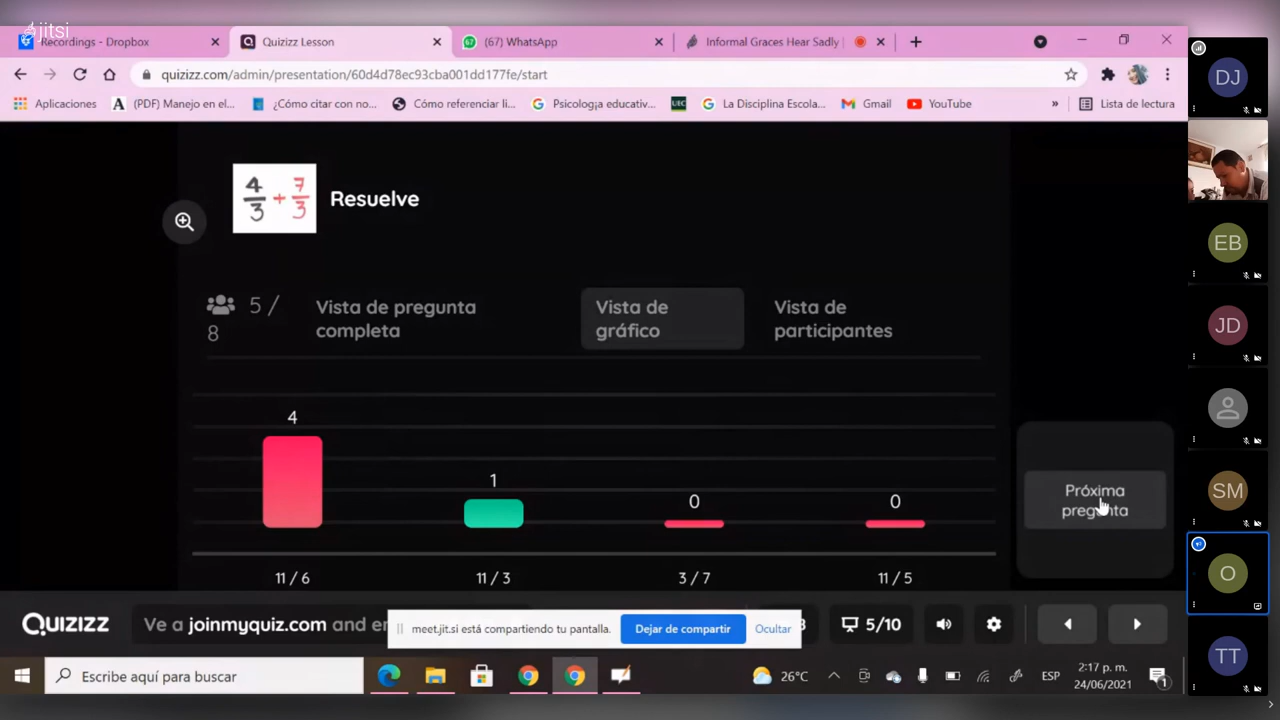 jitsi
Recordings - Dropbox
Quizizz Lesson
(67) WhatsApp
Informal Graces Hear Sadly |
quizizz.com/admin/presentation/60d4d78ec93cba001dd177fe/start
Aplicaciones
(PDF) Manejo en el...
¿Cómo citar con no...
Cómo referenciar li...
Psicolog¡a educativ...
UEC
La Disciplina Escola...
Gmail
YouTube
»
Lista de lectura
4/3 + 7/3
Resuelve
5 / 8
Vista de pregunta completa
Vista de gráfico
Vista de participantes
4
1
0
0
11 / 6
11 / 3
3 / 7
11 / 5
Próxima
pregunta
QUIZIZZ
Ve a joinmyquiz.com and en
meet.jit.si está compartiendo tu pantalla.
Dejar de compartir
Ocultar
5/10
Escribe aquí para buscar
26°C
ESP
2:17 p. m.
24/06/2021
1
DJ
EB
JD
SM
O
TT